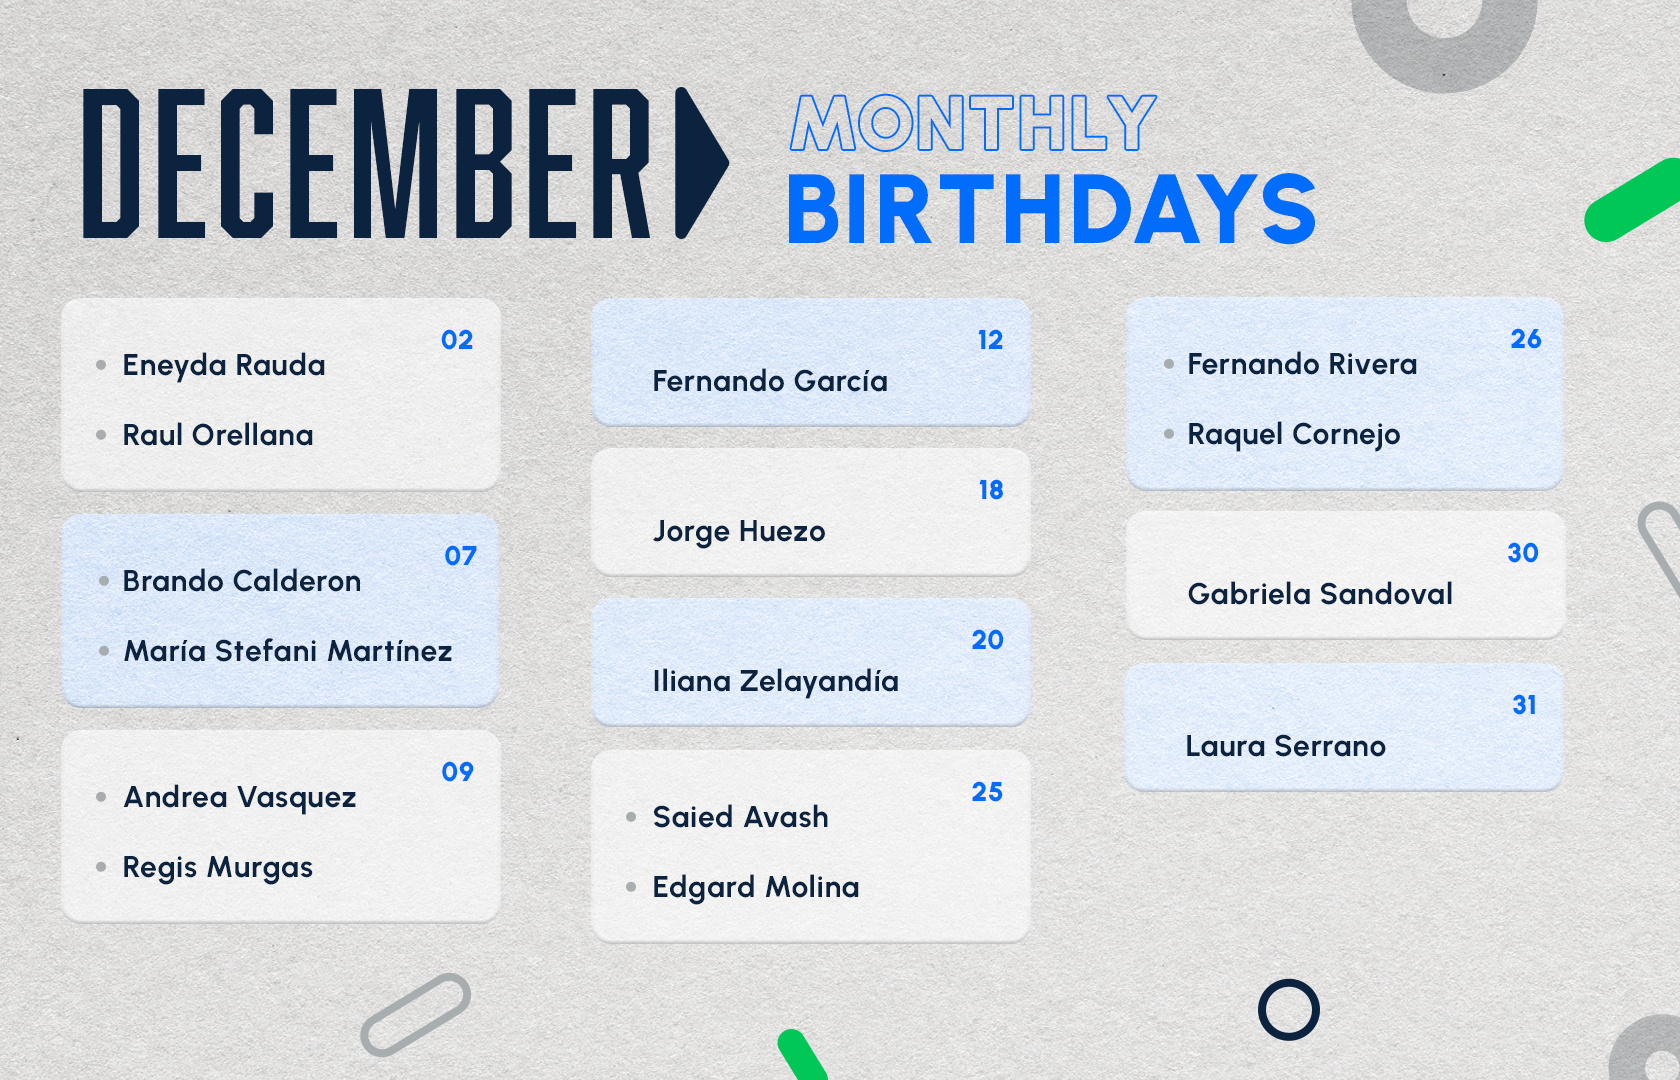 DECEMBER
MONTHLY
BIRTHDAYS
02
Eneyda Rauda
Raul Orellana
07
Brando Calderon
María Stefani Martínez
09
Andrea Vasquez
Regis Murgas
12
Fernando García
18
Jorge Huezo
20
Iliana Zelayandía
25
Saied Avash
Edgard Molina
26
Fernando Rivera
Raquel Cornejo
30
Gabriela Sandoval
31
Laura Serrano